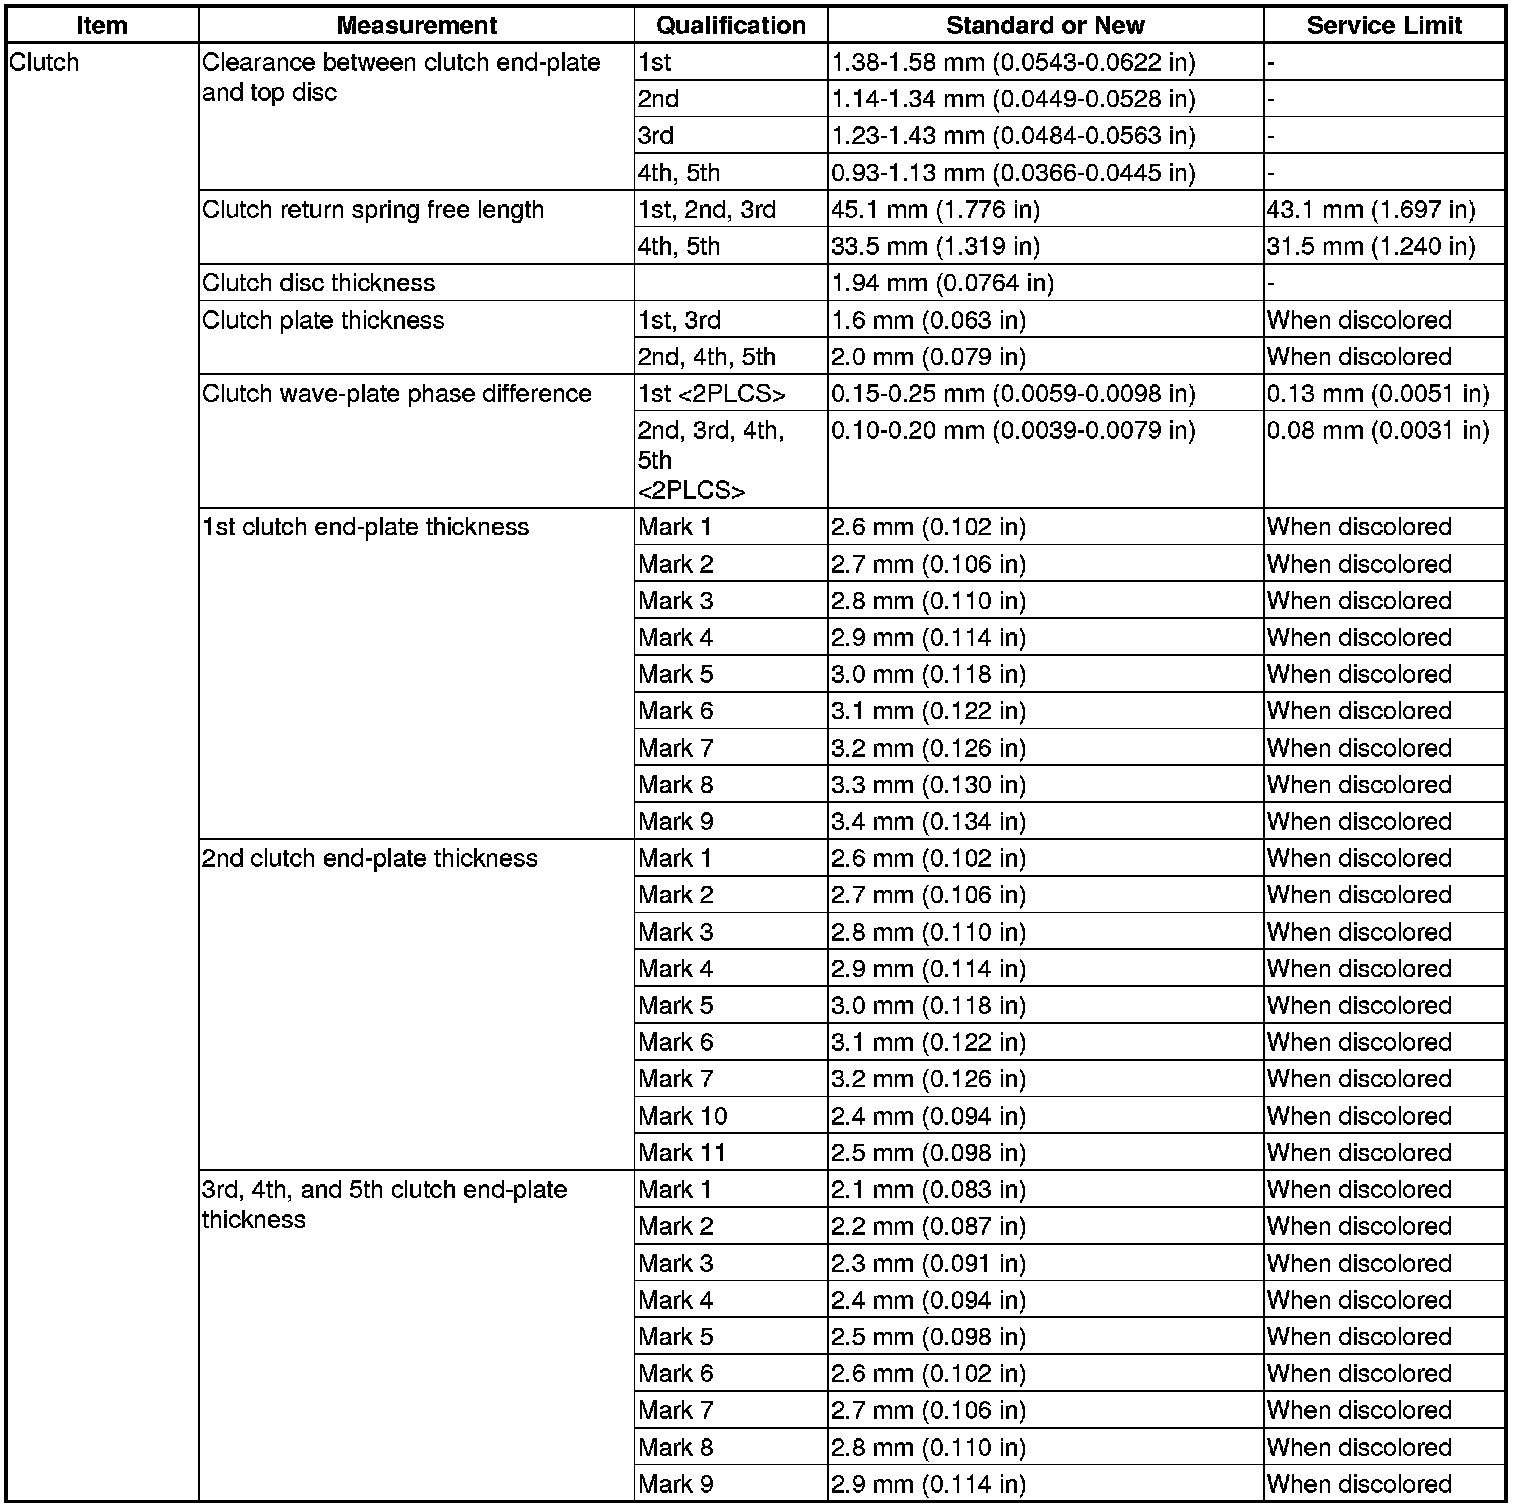 Item Measurement Qualification Standard or New Service Limit
Clutch Clearance between clutch end-plate 1st 1.38-1.58 mm (0.0543-0.0622 in) -
and top disc
2nd 1.14-1.34 mm (0.0449-0.0528 in) -
3rd 1.23-1.43 mm (0.0484-0.0563 in) -
4th, 5th 0.93-1.13 mm (0.0366-0.0445 in) -
Clutch return spring free length 1st, 2nd, 3rd 45.1 mm (1.776 in) 43.1 mm (1.697 in)
4th, 5th 33.5 mm (1.319 in) 31.5 mm (1.240 in)
Clutch disc thickness 1.94 mm (0.0764 in) -
Clutch plate thickness 1st, 3rd 1.6 mm (0.063 in) When discolored
2nd, 4th, 5th 2.0 mm (0.079 in) When discolored
Clutch wave-plate phase difference 1st <2PLCS> 0.15-0.25 mm (0.0059-0.0098 in) 0.13 mm (0.0051 in)
2nd, 3rd, 4th, 0.10-0.20 mm (0.0039-0.0079 in) 0.08 mm (0.0031 in)
5th
<2PLCS>
1st clutch end-plate thickness Mark 1 2.6 mm (0.102 in) When discolored
Mark 2 2.7 mm (0.106 in) When discolored
Mark 3 2.8 mm (0.110 in) When discolored
Mark 4 2.9 mm (0.114 in) When discolored
Mark 5 3.0 mm (0.118 in) When discolored
Mark 6 3.1 mm (0.122 in) When discolored
Mark 7 3.2 mm (0.126 in) When discolored
Mark 8 3.3 mm (0.130 in) When discolored
Mark 9 3.4 mm (0.134 in) When discolored
2nd clutch end-plate thickness Mark 1 2.6 mm (0.102 in) When discolored
Mark 2 2.7 mm (0.106 in) When discolored
Mark 3 2.8 mm (0.110 in) When discolored
Mark 4 2.9 mm (0.114 in) When discolored
Mark 5 3.0 mm (0.118 in) When discolored
Mark 6 3.1 mm (0.122 in) When discolored
Mark 7 3.2 mm (0.126 in) When discolored
Mark 10 2.4 mm (0.094 in) When discolored
Mark 11 2.5 mm (0.098 in) When discolored
3rd, 4th, and 5th clutch end-plate Mark 1 2.1 mm (0.083 in) When discolored
thickness
Mark 2 2.2 mm (0.087 in) When discolored
Mark 3 2.3 mm (0.091 in) When discolored
Mark 4 2.4 mm (0.094 in) When discolored
Mark 5 2.5 mm (0.098 in) When discolored
Mark 6 2.6 mm (0.102 in) When discolored
Mark 7 2.7 mm (0.106 in) When discolored
Mark 8 2.8 mm (0.110 in) When discolored
Mark 9 2.9 mm (0.114 in) When discolored